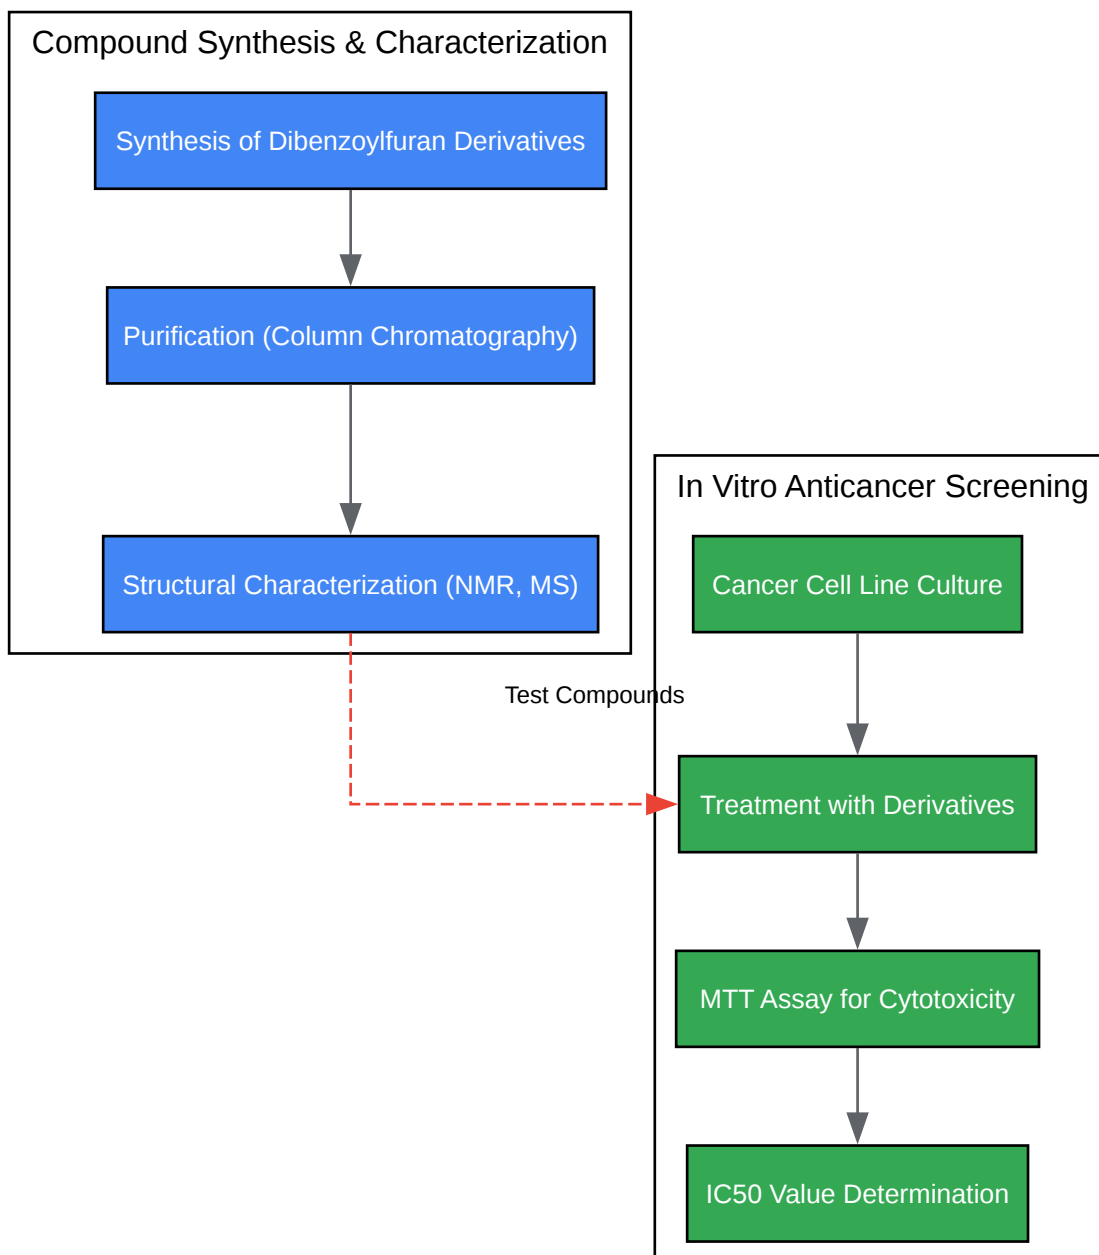 Compound Synthesis & Characterization
Synthesis of Dibenzoylfuran Derivatives
Purification (Column Chromatography)
Structural Characterization (NMR, MS)
Test Compounds
In Vitro Anticancer Screening
Cancer Cell Line Culture
Treatment with Derivatives
MTT Assay for Cytotoxicity
IC50 Value Determination